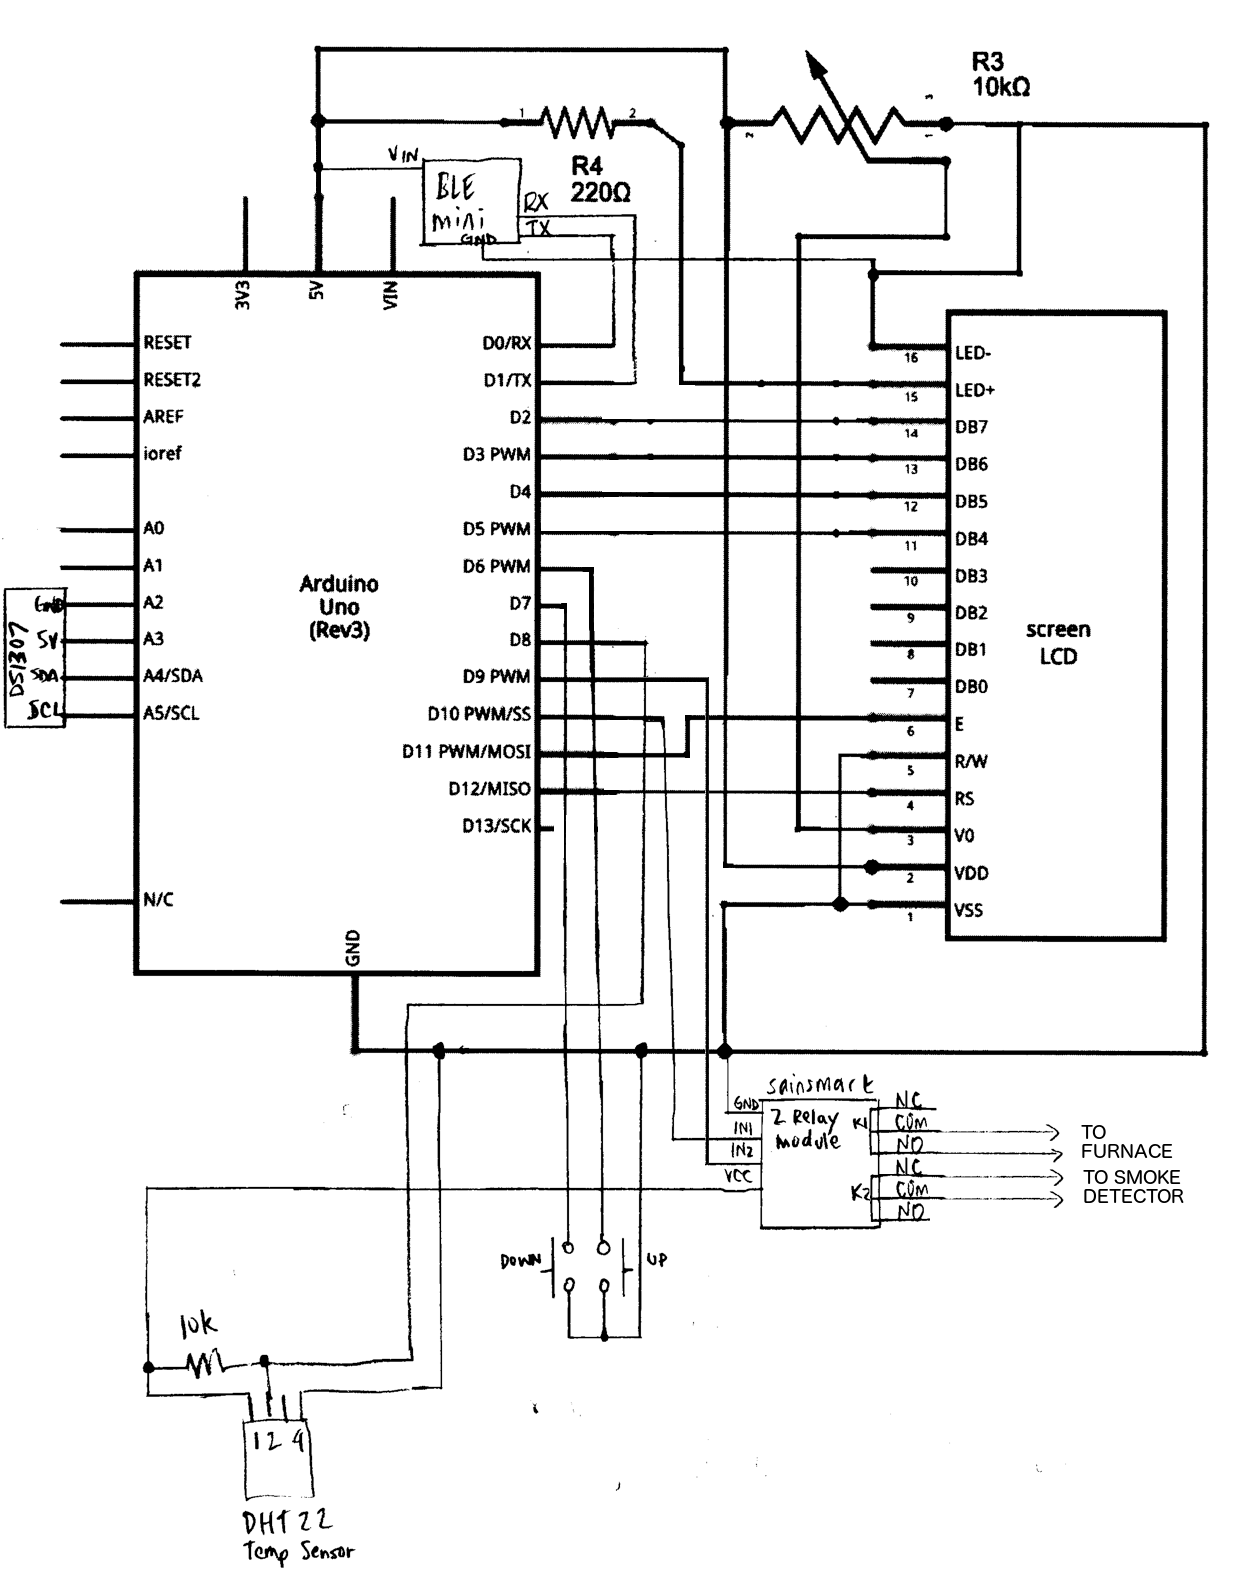 R3
10kΩ
1
2
2
3
1
R4
220Ω
VIN
BLE
mini
RX
TX
GND
3V3
5V
VIN
RESET
RESET2
AREF
ioref
A0
A1
A2
A3
A4/SDA
A5/SCL
N/C
GND
5V
SDA
SCL
DS1307
Arduino
Uno
(Rev3)
D0/RX
D1/TX
D2
D3 PWM
D4
D5 PWM
D6 PWM
D7
D8
D9 PWM
D10 PWM/SS
D11 PWM/MOSI
D12/MISO
D13/SCK
GND
16 LED-
15 LED+
14 DB7
13 DB6
12 DB5
11 DB4
10 DB3
9 DB2
8 DB1
7 DB0
6 E
5 R/W
4 RS
3 V0
2 VDD
1 VSS
screen
LCD
sainsmart
2 Relay
module
GND
IN1
IN2
VCC
K1
NC
COM
NO
K2
NC
COM
NO
TO
FURNACE
TO SMOKE
DETECTOR
DOWN
UP
10k
1 2 4
DHT 22
Temp Sensor